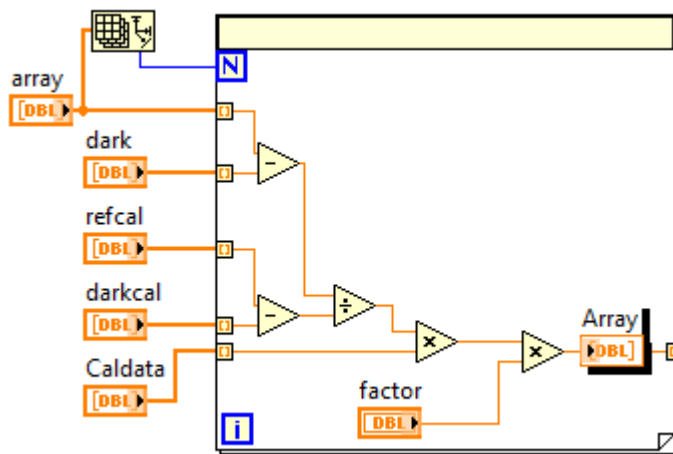 N
array
[DBL]
dark
[DBL]
refcal
[DBL]
darkcal
[DBL]
Caldata
[DBL]
Array
DBL]
factor
DBL
i